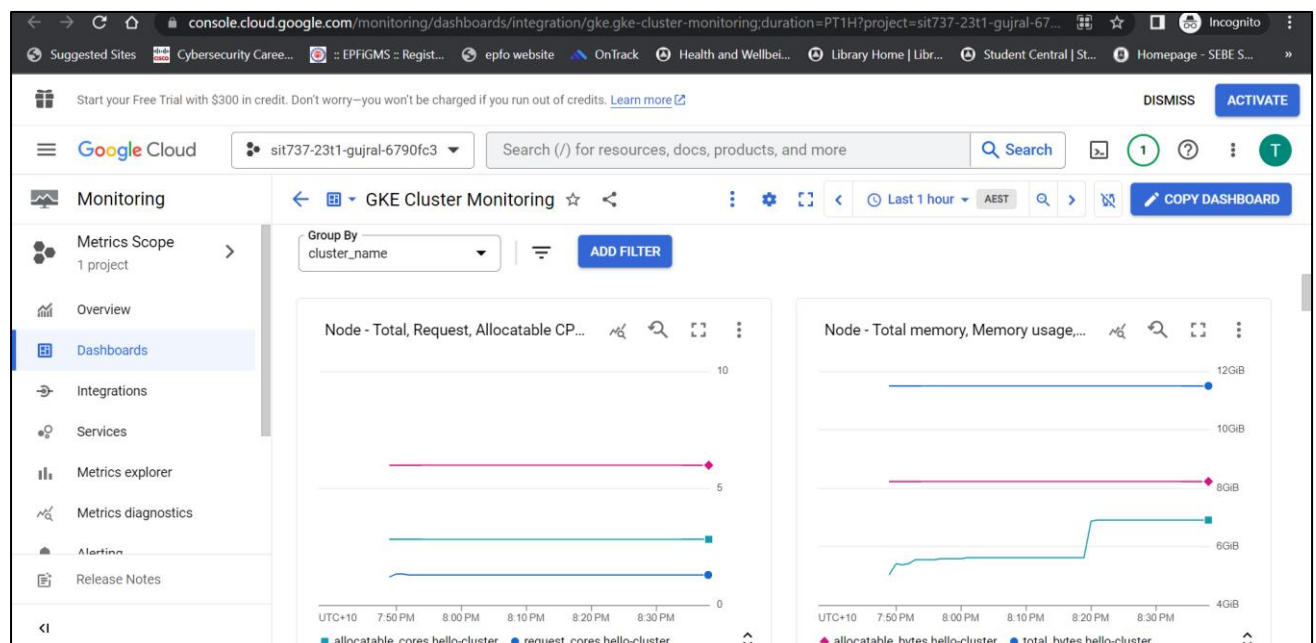 console.cloud.google.com/monitoring/dashboards/integration/gke.gke-cluster-monitoring;duration=PT1H?project=sit737-23t1-gujral-67... Incognito
Suggested Sites Cybersecurity Caree... :: EPFiGMS :: Regist... epfo website OnTrack Health and Wellbei... Library Home | Libr... Student Central | St... Homepage - SEBE S... »
Start your Free Trial with $300 in credit. Don't worry—you won't be charged if you run out of credits. Learn more DISMISS ACTIVATE
Google Cloud sit737-23t1-gujral-6790fc3 Search (/) for resources, docs, products, and more Search 1 T
Monitoring GKE Cluster Monitoring Last 1 hour AEST COPY DASHBOARD
Metrics Scope
1 project
Group By
cluster_name ADD FILTER
Overview
Dashboards
Integrations
Services
Metrics explorer
Metrics diagnostics
Alerting
Release Notes
Node - Total, Request, Allocatable CP...
10
5
0
UTC+10 7:50 PM 8:00 PM 8:10 PM 8:20 PM 8:30 PM
allocatable_cores hello-cluster request_cores hello-cluster
Node - Total memory, Memory usage,...
12GiB
10GiB
8GiB
6GiB
4GiB
UTC+10 7:50 PM 8:00 PM 8:10 PM 8:20 PM 8:30 PM
allocatable_bytes hello-cluster total_bytes hello-cluster